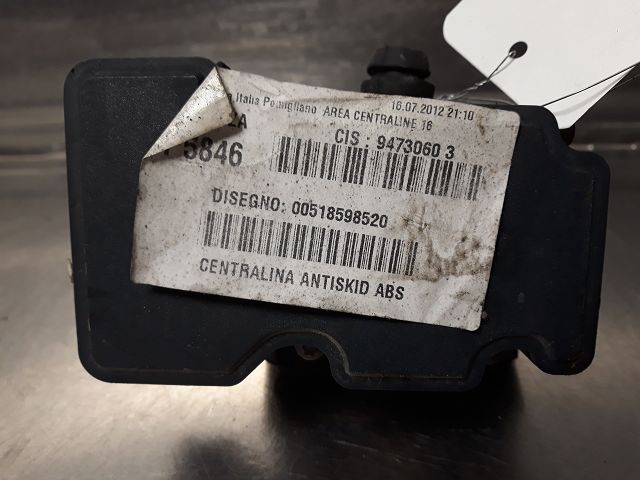 Italia Pomigliano AREA CENTRALINE 16
16.07.2012 21:10
CIS : 9473060 3
5846
DISEGNO: 00518598520
CENTRALINA ANTISKID ABS